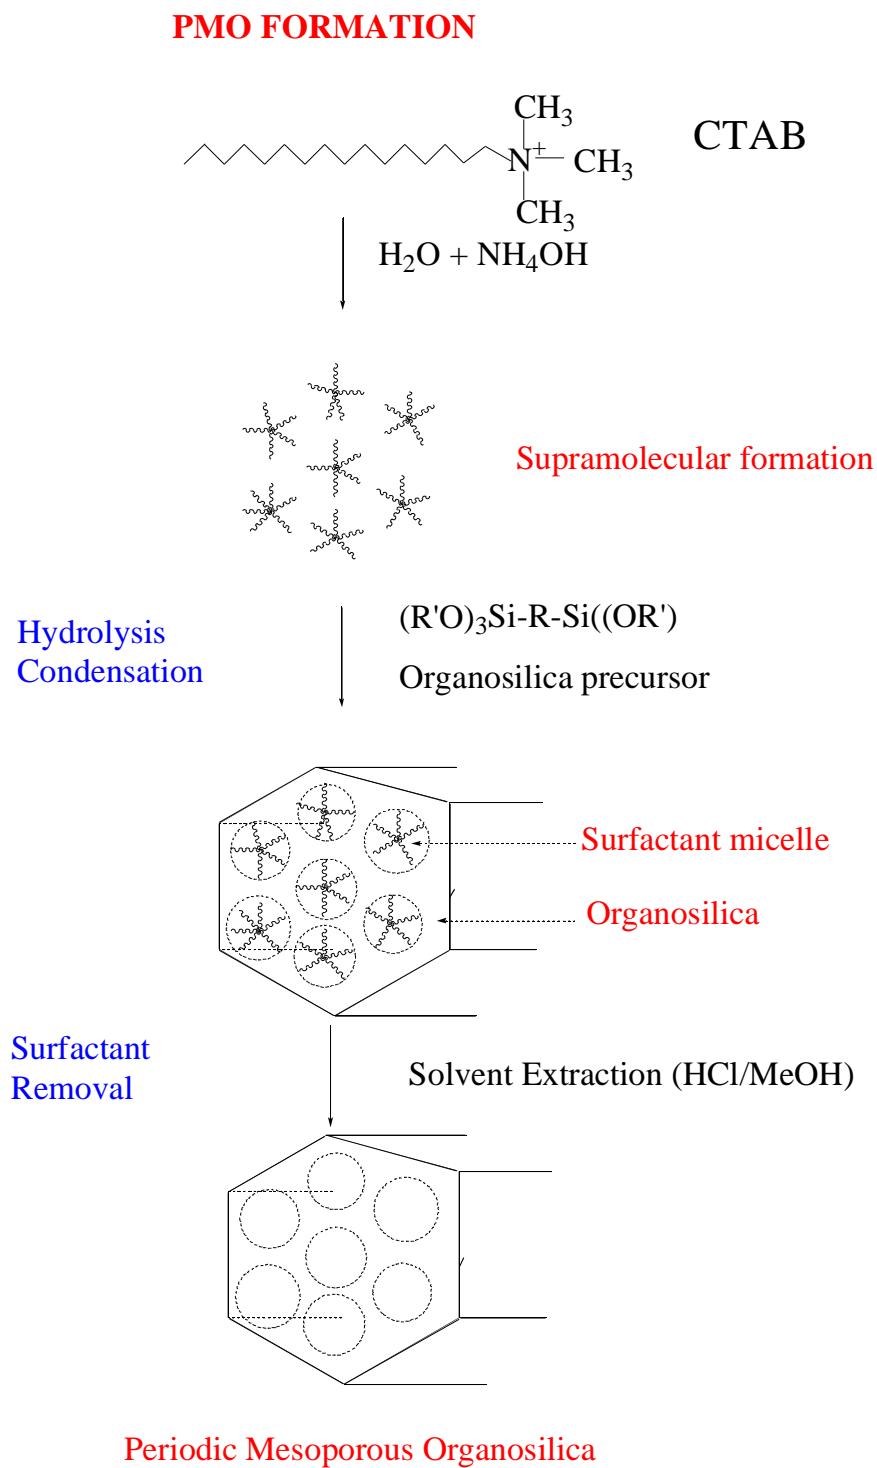 PMO FORMATION
CH3
CTAB
N+
CH3
CH3
H2O + NH4OH
Supramolecular formation
(R'O)3Si-R-Si((OR')
Hydrolysis
Condensation
Organosilica precursor
Surfactant micelle
Organosilica
Surfactant
Removal
Solvent Extraction (HCl/MeOH)
Periodic Mesoporous Organosilica